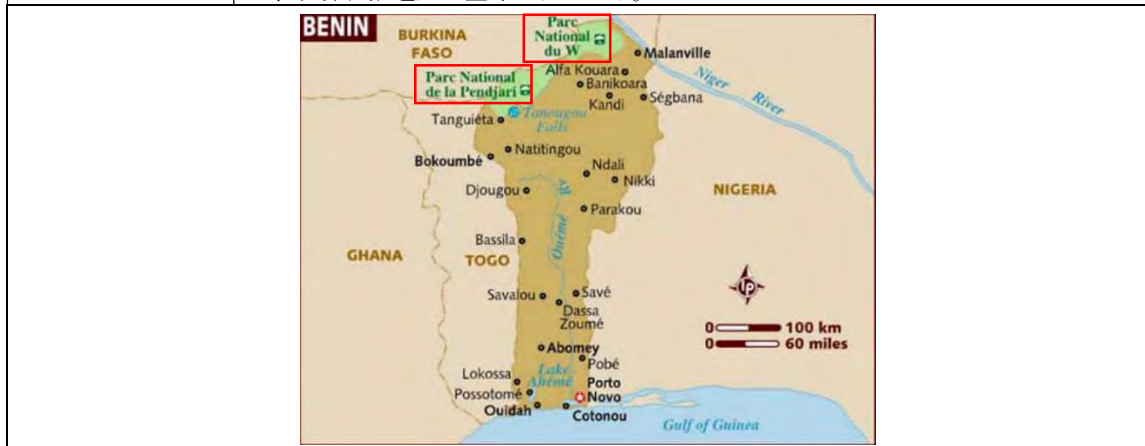 BENIN
BURKINA
FASO
Parc
National
du W
Parc National
de la Pendjari
Malanville
Alfa Kouara
Banikoara
Kandi
Ségbana
Niger
River
Tanguiéta
Tanougou
Falls
Natitingou
Bokoumbé
Ndali
Nikki
NIGERIA
Djougou
Parakou
Ouémé
Bassila
GHANA
TOGO
Savalou
Savé
Dassa
Zoumé
lp
0 100 km
0 60 miles
Abomey
Pobé
Lokossa
Lake
Ahémé
Possotomé
Porto
Novo
Ouidah
Cotonou
Gulf of Guinea